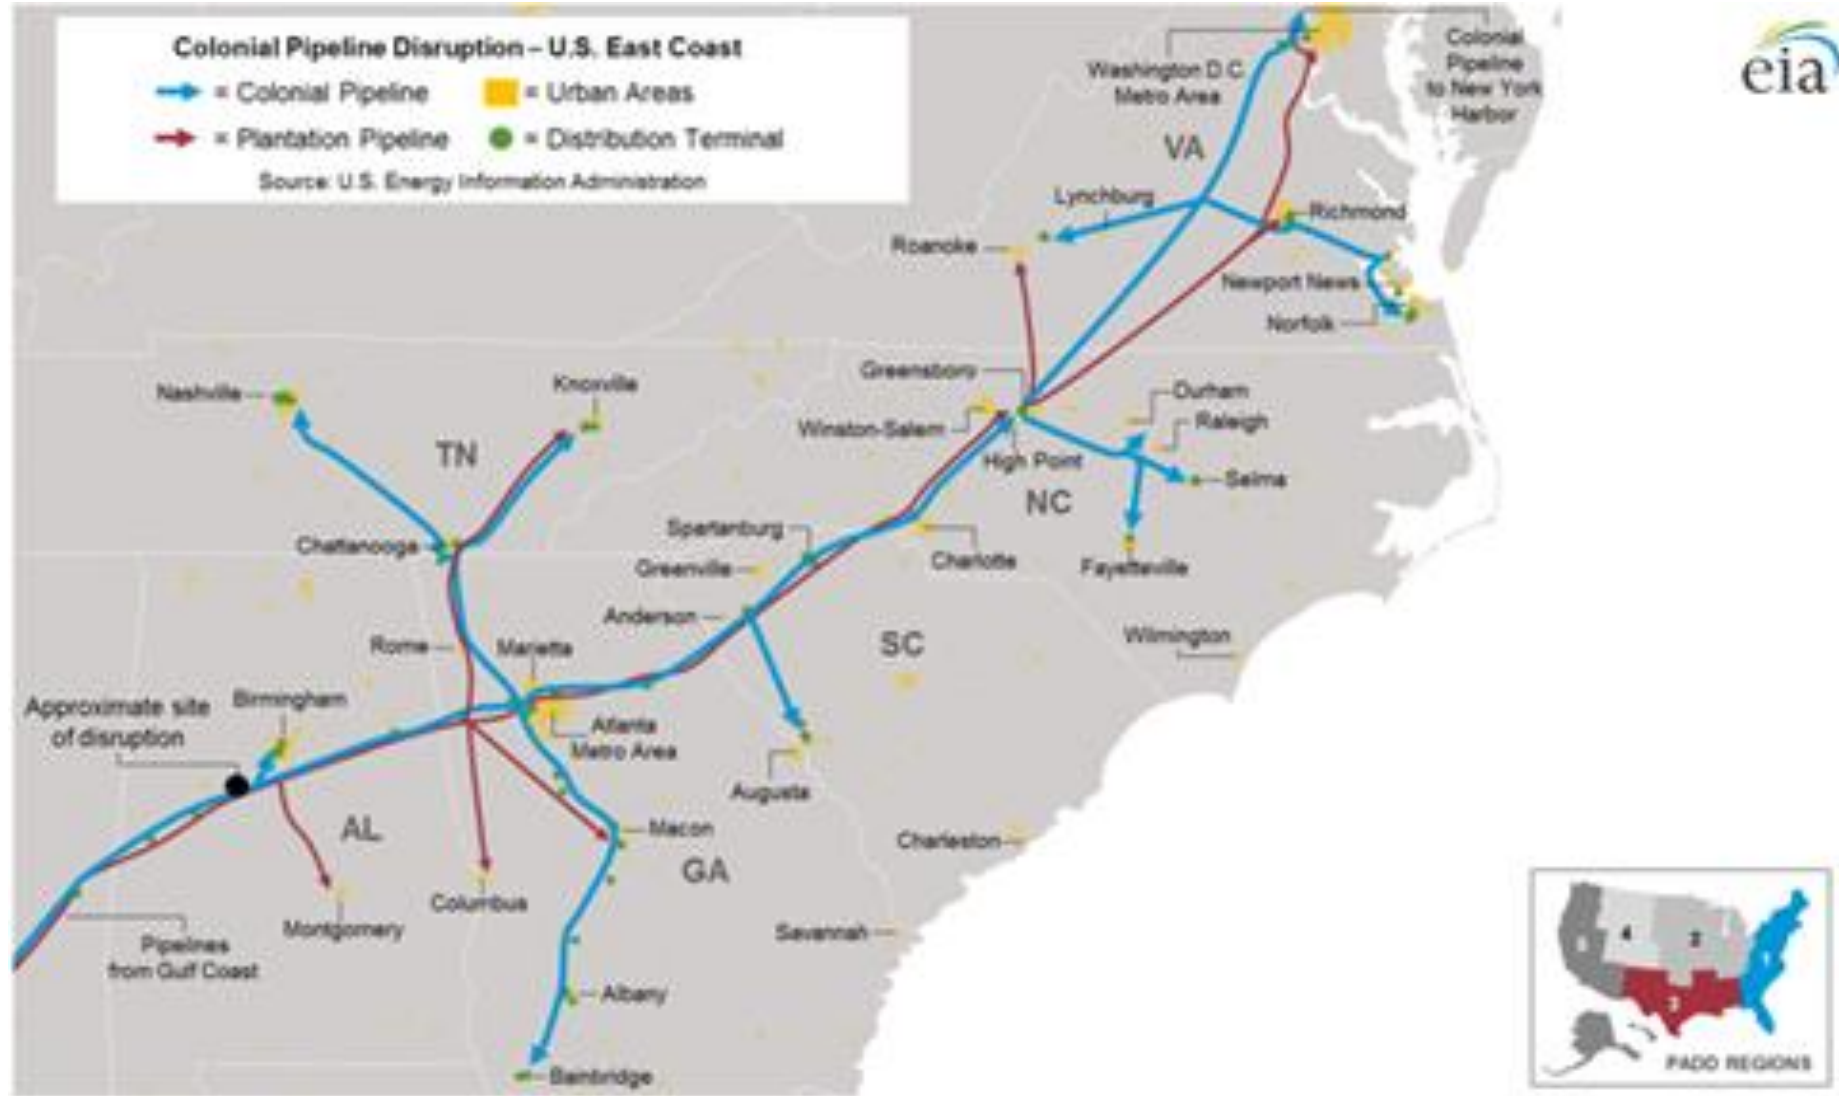 Colonial Pipeline Disruption – U.S. East Coast
= Colonial Pipeline
= Urban Areas
= Plantation Pipeline
= Distribution Terminal
Source: U.S. Energy Information Administration
eia
Colonial
Pipeline
to New York
Harbor
Washington D.C.
Metro Area
VA
Lynchburg
Richmond
Roanoke
Newport News
Norfolk
Greensboro
Nashville
Knoxville
Durham
Winston-Salem
Raleigh
TN
High Point
Selma
NC
Spartanburg
Chattanooga
Charlotte
Greenville
Fayetteville
Anderson
Rome
Marietta
SC
Wilmington
Approximate site
of disruption
Birmingham
Atlanta
Metro Area
Augusta
AL
Macon
Charleston
GA
Columbus
Montgomery
Savannah
Pipelines
from Gulf Coast
Albany
Bainbridge
4
2
1
3
PADD REGIONS